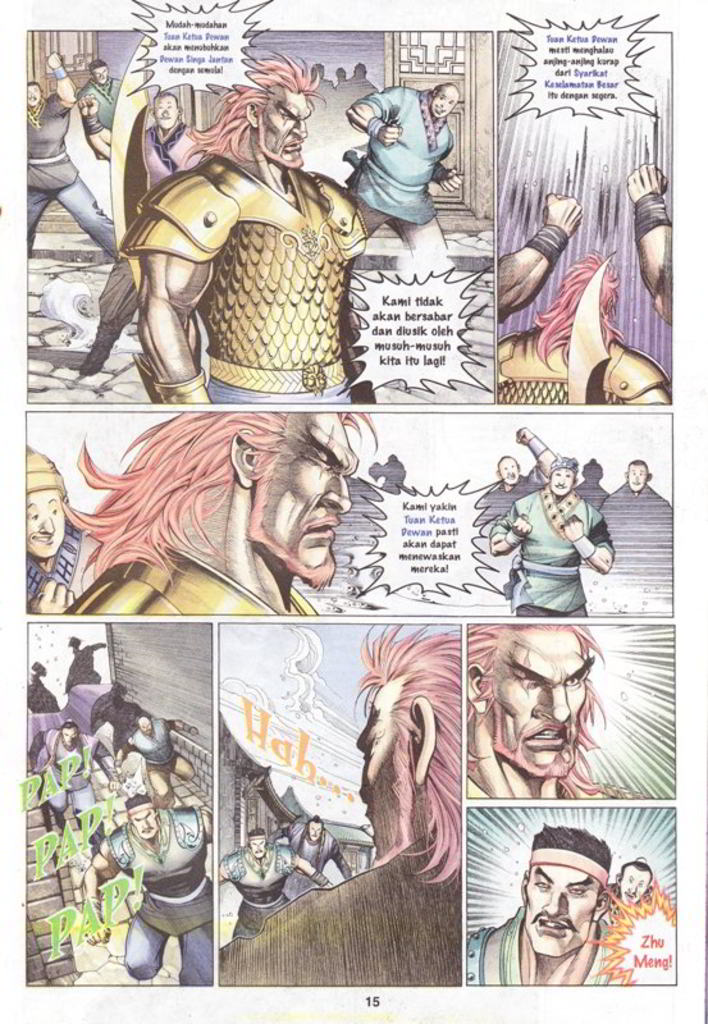 Mudah-mudahan
Tuan Ketua Dewan
akan menubuhkan
Dewan Singa Jantan
dengan semula!
Tuan Ketua Dewan
mesti menghalau
anjing-anjing kurap
dari Syarikat
Keselamatan Besar
itu dengan segera.
Kami tidak
akan bersabar
dan diusik oleh
musuh-musuh
kita itu lagi!
Kami yakin
Tuan Ketua
Dewan pasti
akan dapat
menewaskan
mereka!
PAP!
PAP!
PAP!
Hah.....
Zhu
Meng!
15